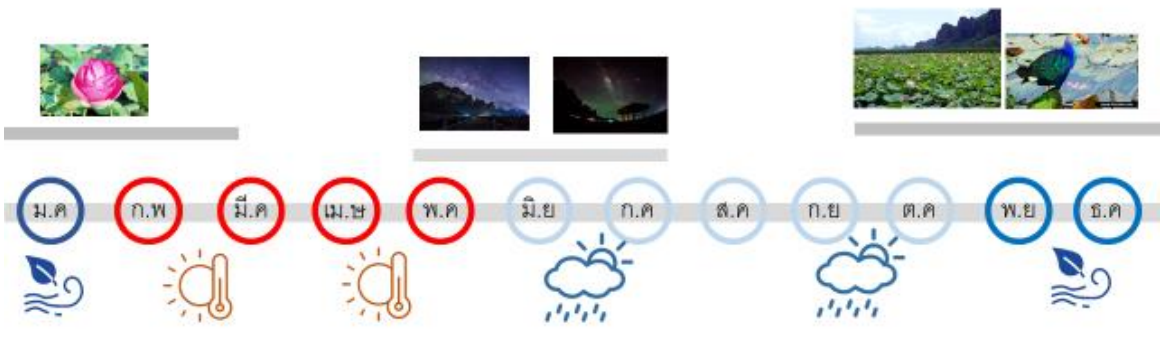 ม.ค ก.พ มี.ค เม.ษ พ.ค มิ.ย ก.ค ส.ค ก.ย ต.ค พ.ย ธ.ค